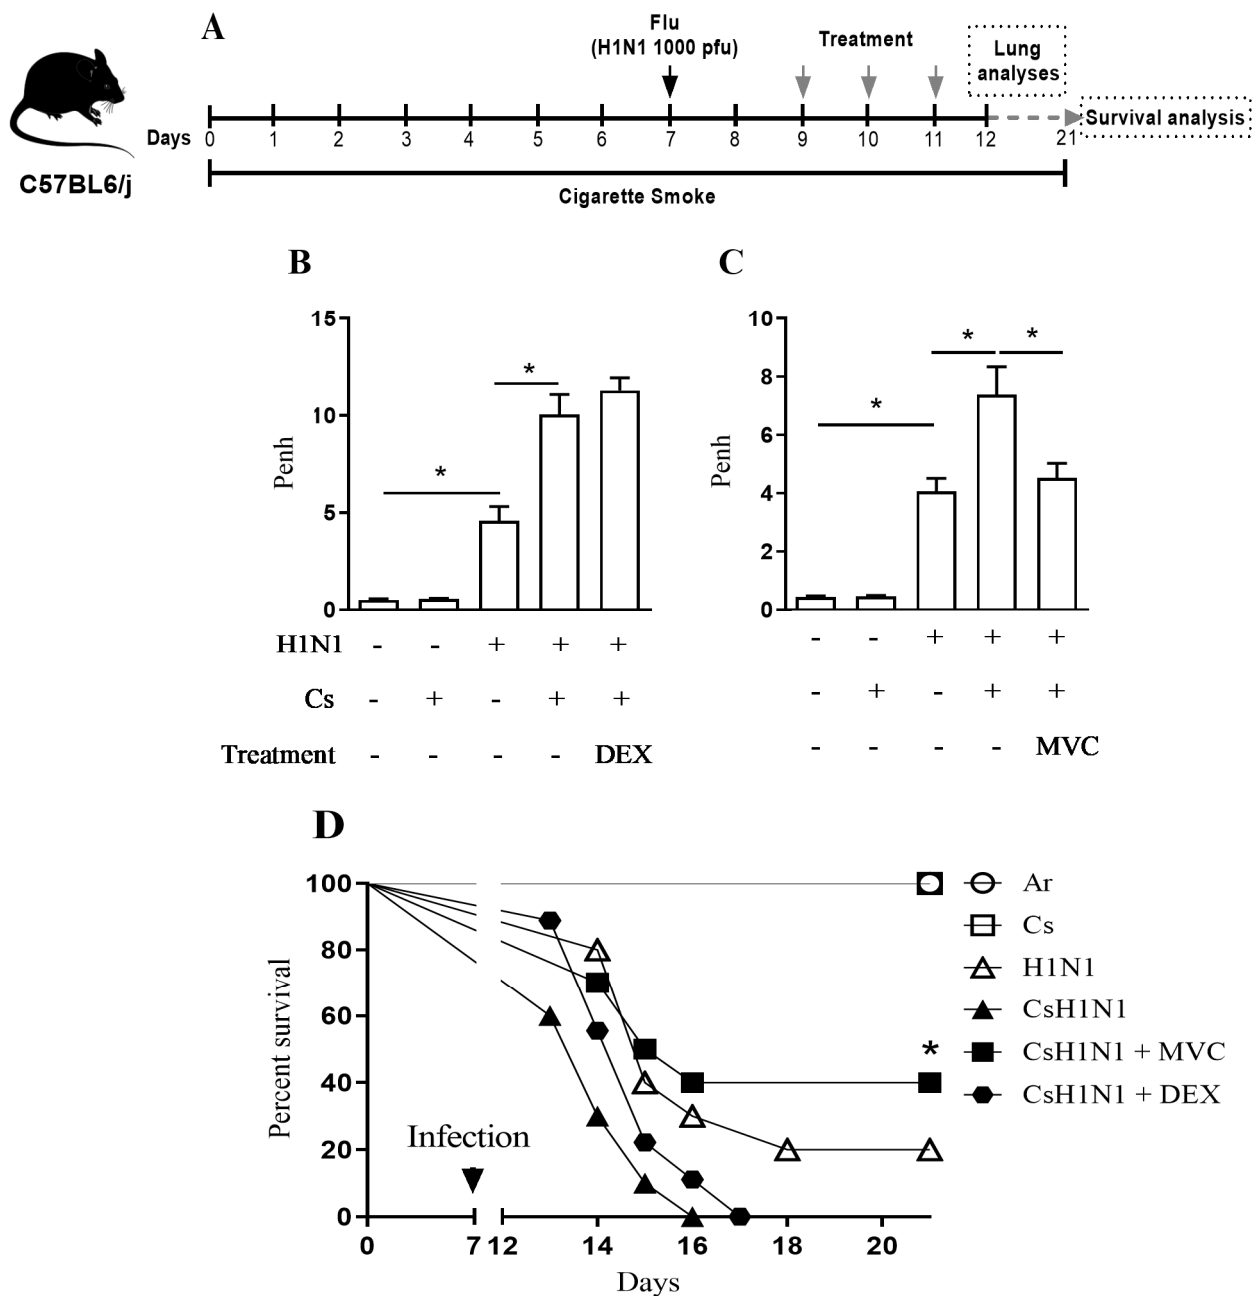 A
Flu
(H1N1 1000 pfu)
Treatment
Lung
analyses
Survival analysis
Days 0 1 2 3 4 5 6 7 8 9 10 11 12 21
C57BL6/j
Cigarette Smoke
B
15
10
5
0
Penh
*
*
H1N1 - - + + +
Cs - + - + +
Treatment - - - - DEX
C
10
8
6
4
2
0
Penh
*
*
*
- - + + +
- + - + +
- - - - MVC
D
100
80
60
40
20
0
Percent survival
Infection
*
0 7 12 14 16 18 20
Days
Ar
Cs
H1N1
CsH1N1
CsH1N1 + MVC
CsH1N1 + DEX